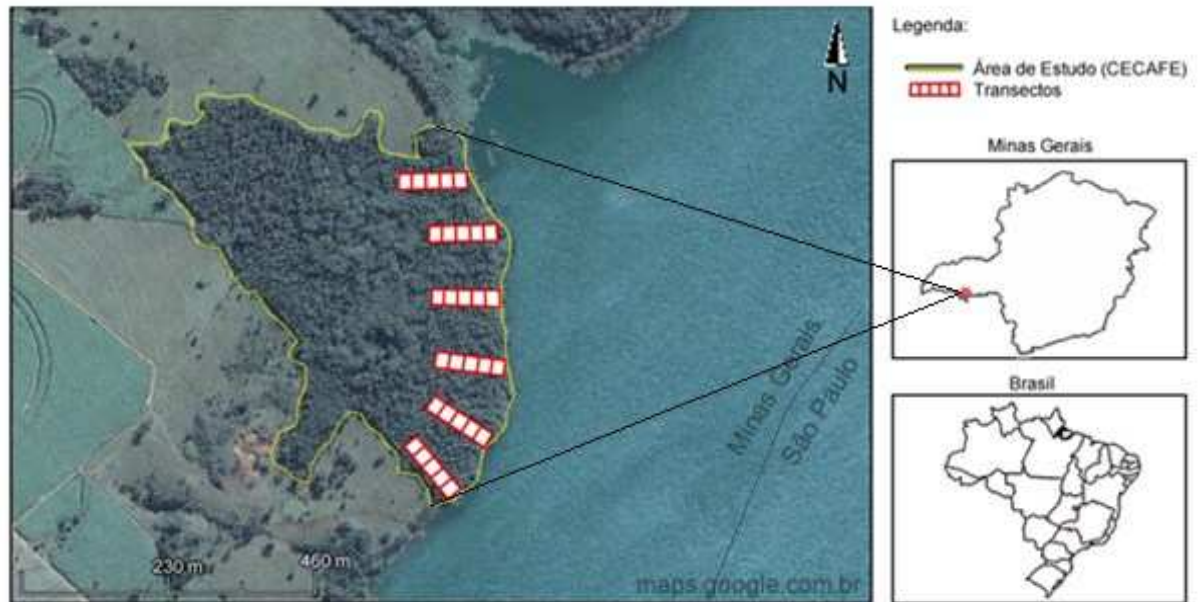 N
230 m
460 m
Minas Gerais
São Paulo
maps.google.com.br
Legenda:
Área de Estudo (CECAFE)
Transectos
Minas Gerais
Brasil